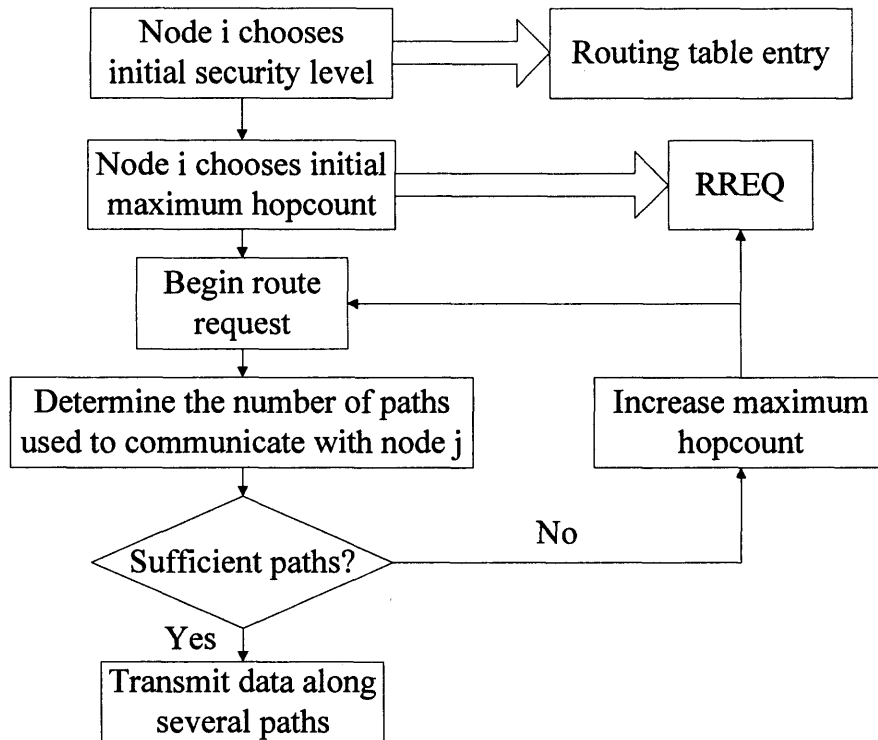 Node i chooses
initial security level
Routing table entry
Node i chooses initial
maximum hopcount
RREQ
Begin route
request
Determine the number of paths
used to communicate with node j
Increase maximum
hopcount
Sufficient paths?
No
Yes
Transmit data along
several paths